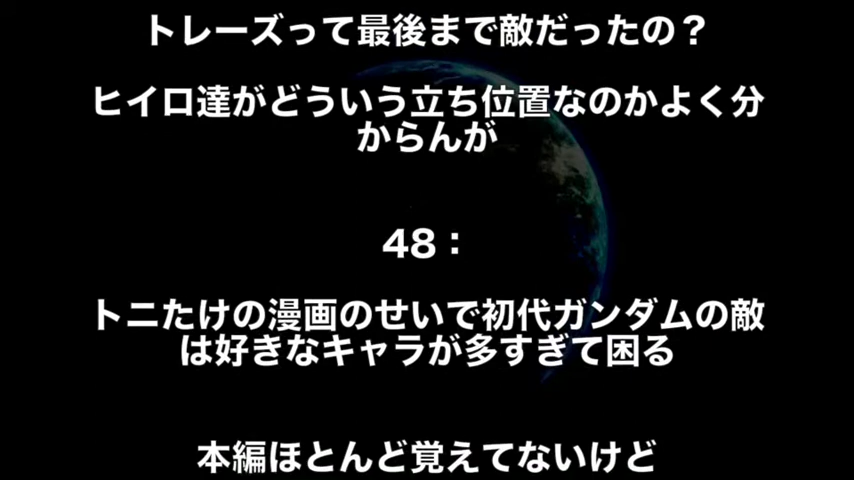 トレーズって最後まで敵だったの？
ヒイロ達がどういう立ち位置なのかよく分
からんが
48：
トニたけの漫画のせいで初代ガンダムの敵
は好きなキャラが多すぎて困る
本編ほとんど覚えてないけど